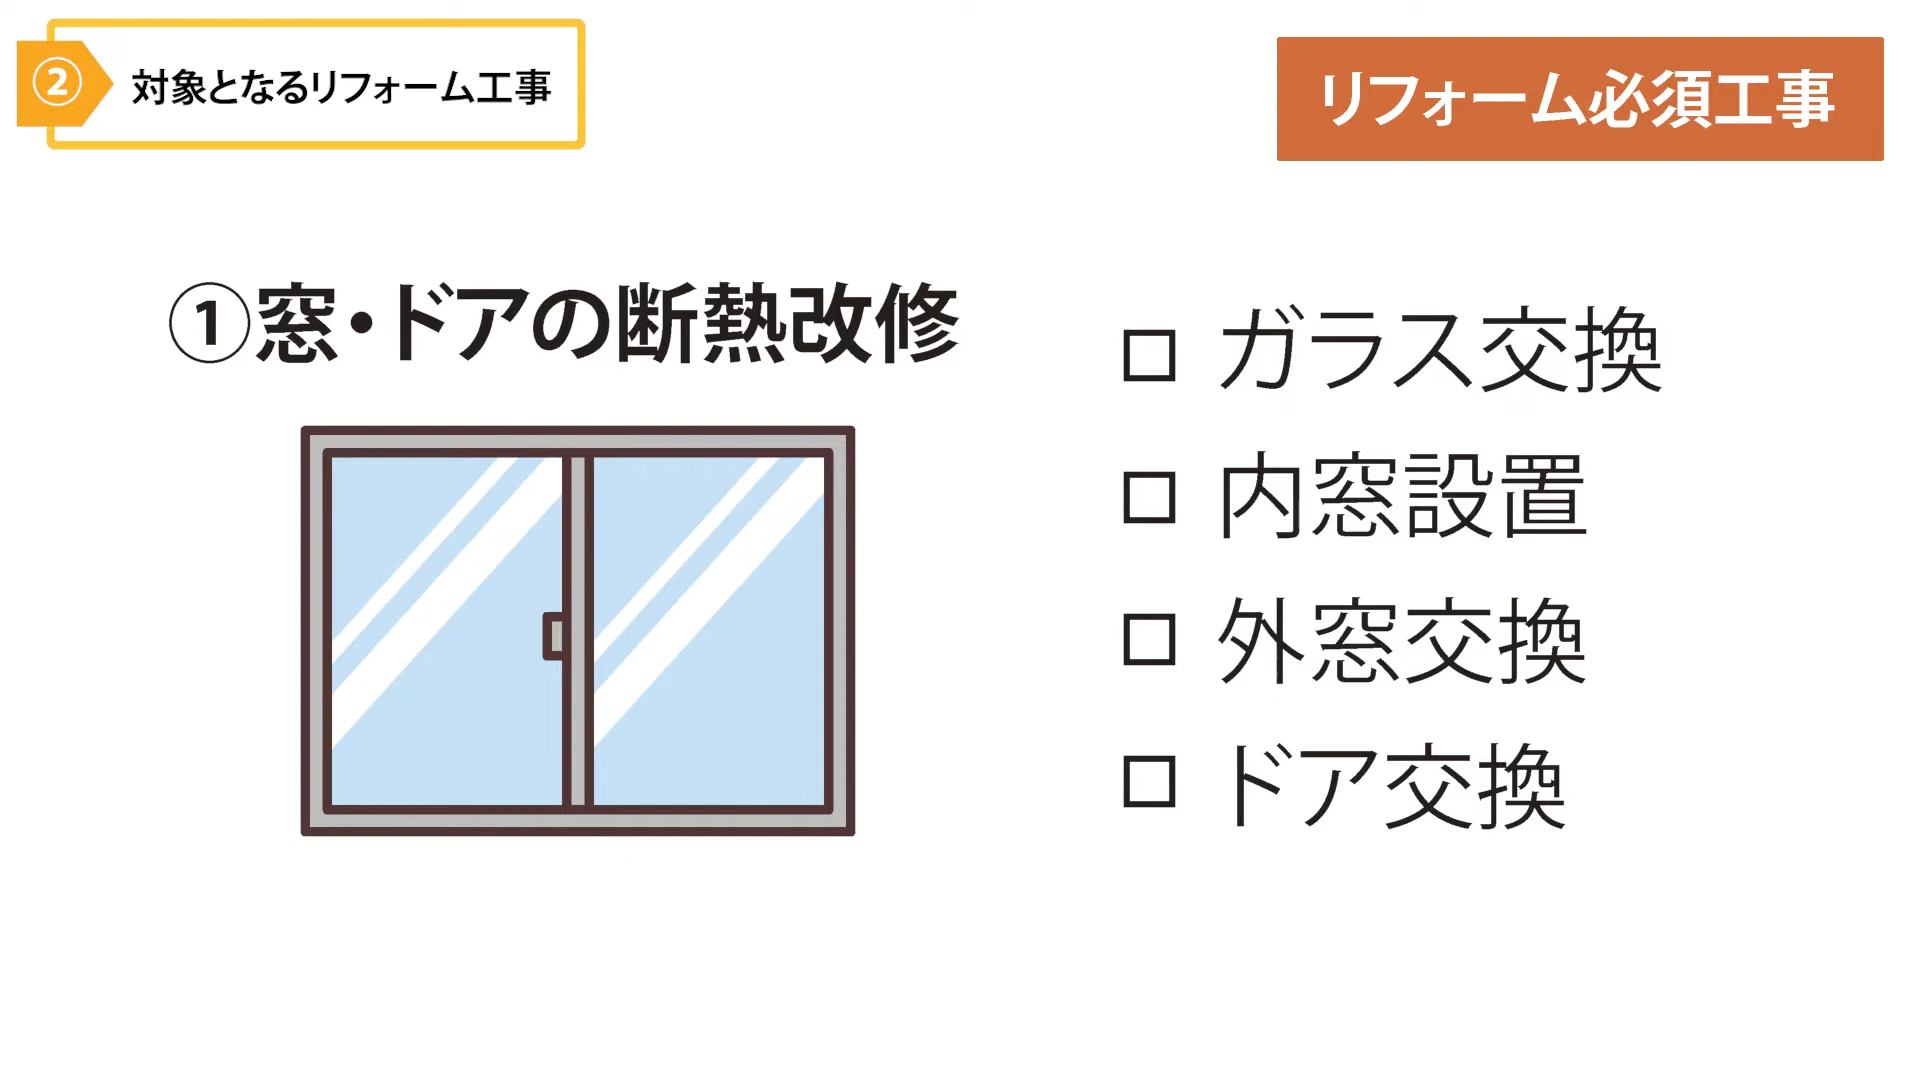 ② 対象となるリフォーム工事
リフォーム必須工事
①窓・ドアの断熱改修
□ ガラス交換
□ 内窓設置
□ 外窓交換
□ ドア交換